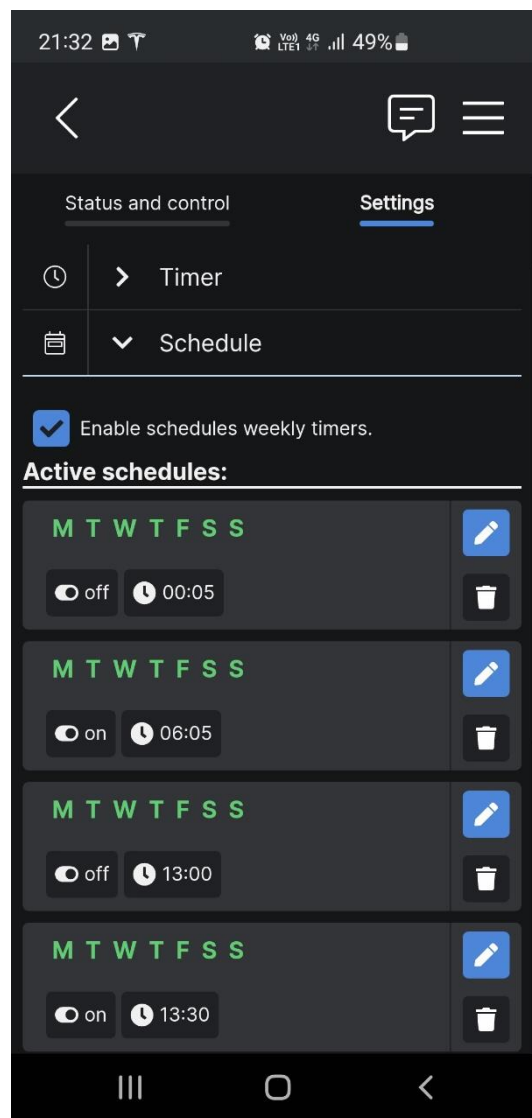 21:32 Vo)) LTE1 4G 49%
Status and control Settings
Timer
Schedule
Enable schedules weekly timers.
Active schedules:
M T W T F S S
off 00:05
M T W T F S S
on 06:05
M T W T F S S
off 13:00
M T W T F S S
on 13:30